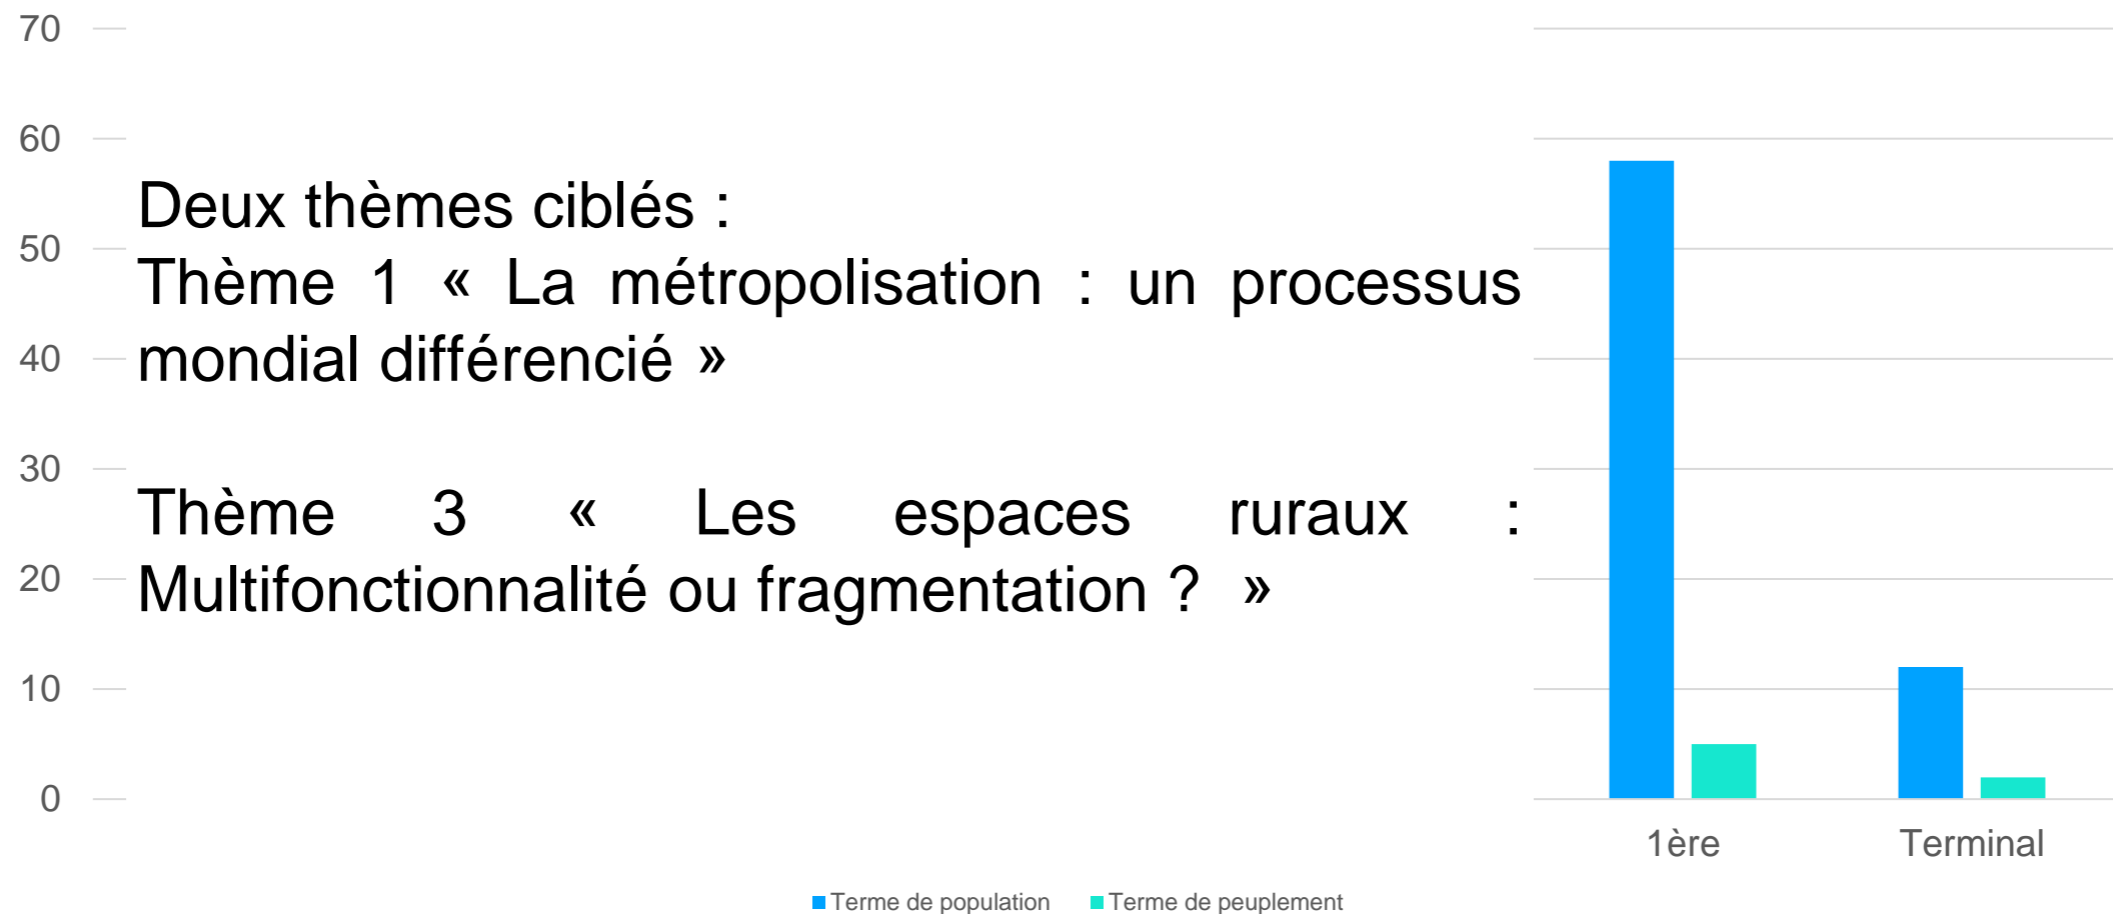 70
60
50
40
30
20
10
0
Deux thèmes ciblés :
Thème 1 « La métropolisation : un processus
mondial différencié »
Thème 3 « Les espaces ruraux :
Multifonctionnalité ou fragmentation ? »
1ère Terminal
Terme de population Terme de peuplement